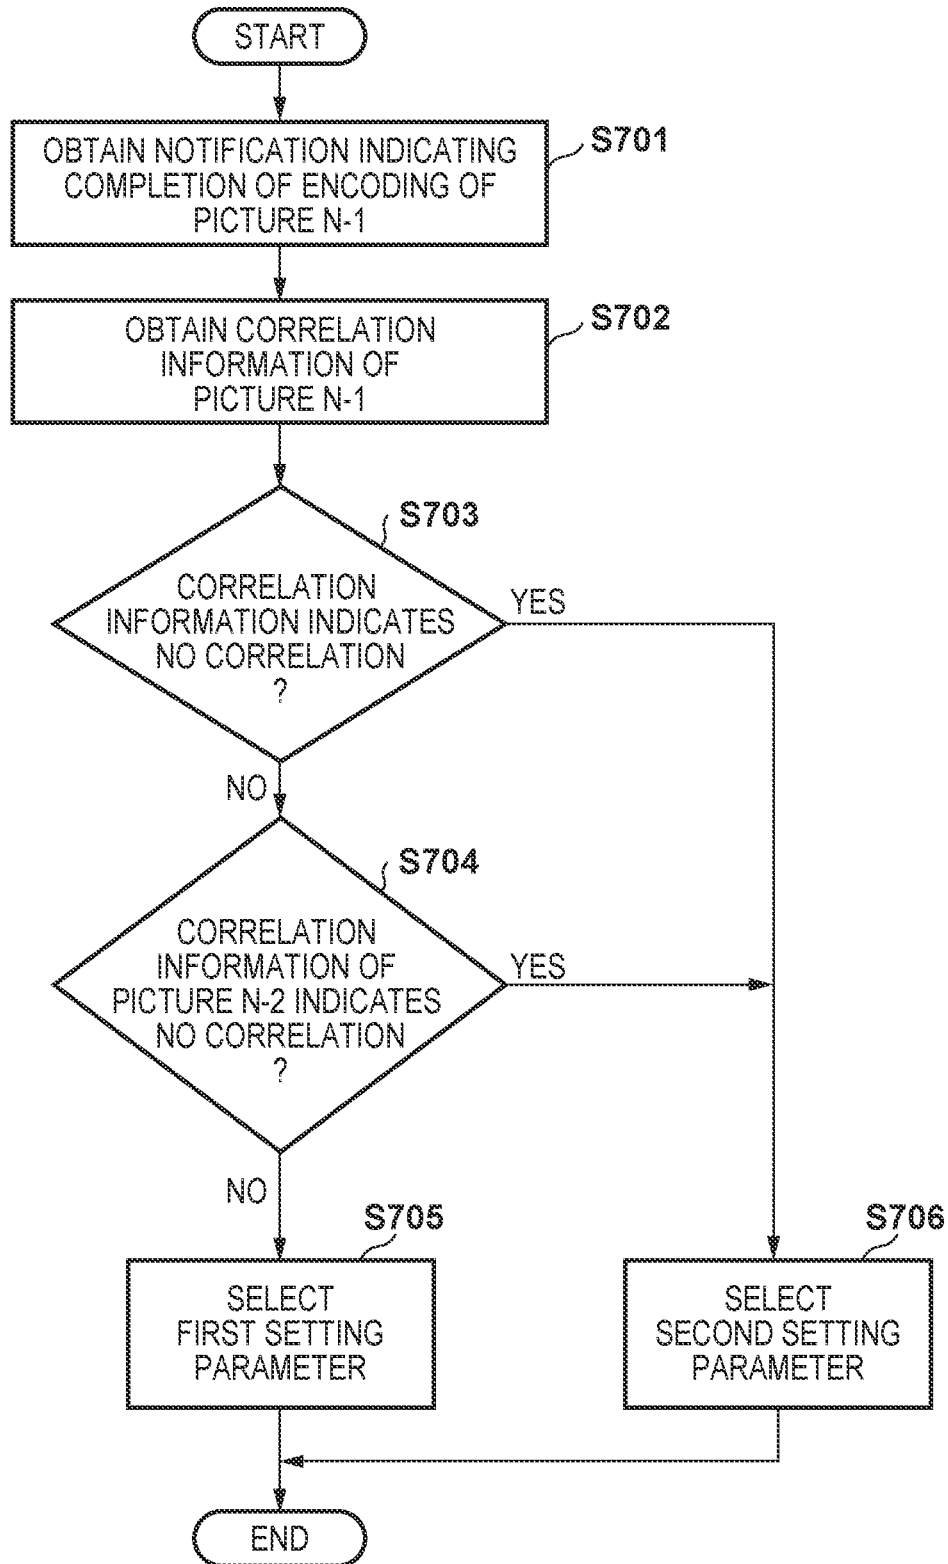 START
OBTAIN NOTIFICATION INDICATING
COMPLETION OF ENCODING OF
PICTURE N-1
S701
OBTAIN CORRELATION
INFORMATION OF
PICTURE N-1
S702
S703
CORRELATION
INFORMATION INDICATES
NO CORRELATION
?
YES
NO
S704
CORRELATION
INFORMATION OF
PICTURE N-2 INDICATES
NO CORRELATION
?
YES
NO
S705
SELECT
FIRST SETTING
PARAMETER
S706
SELECT
SECOND SETTING
PARAMETER
END